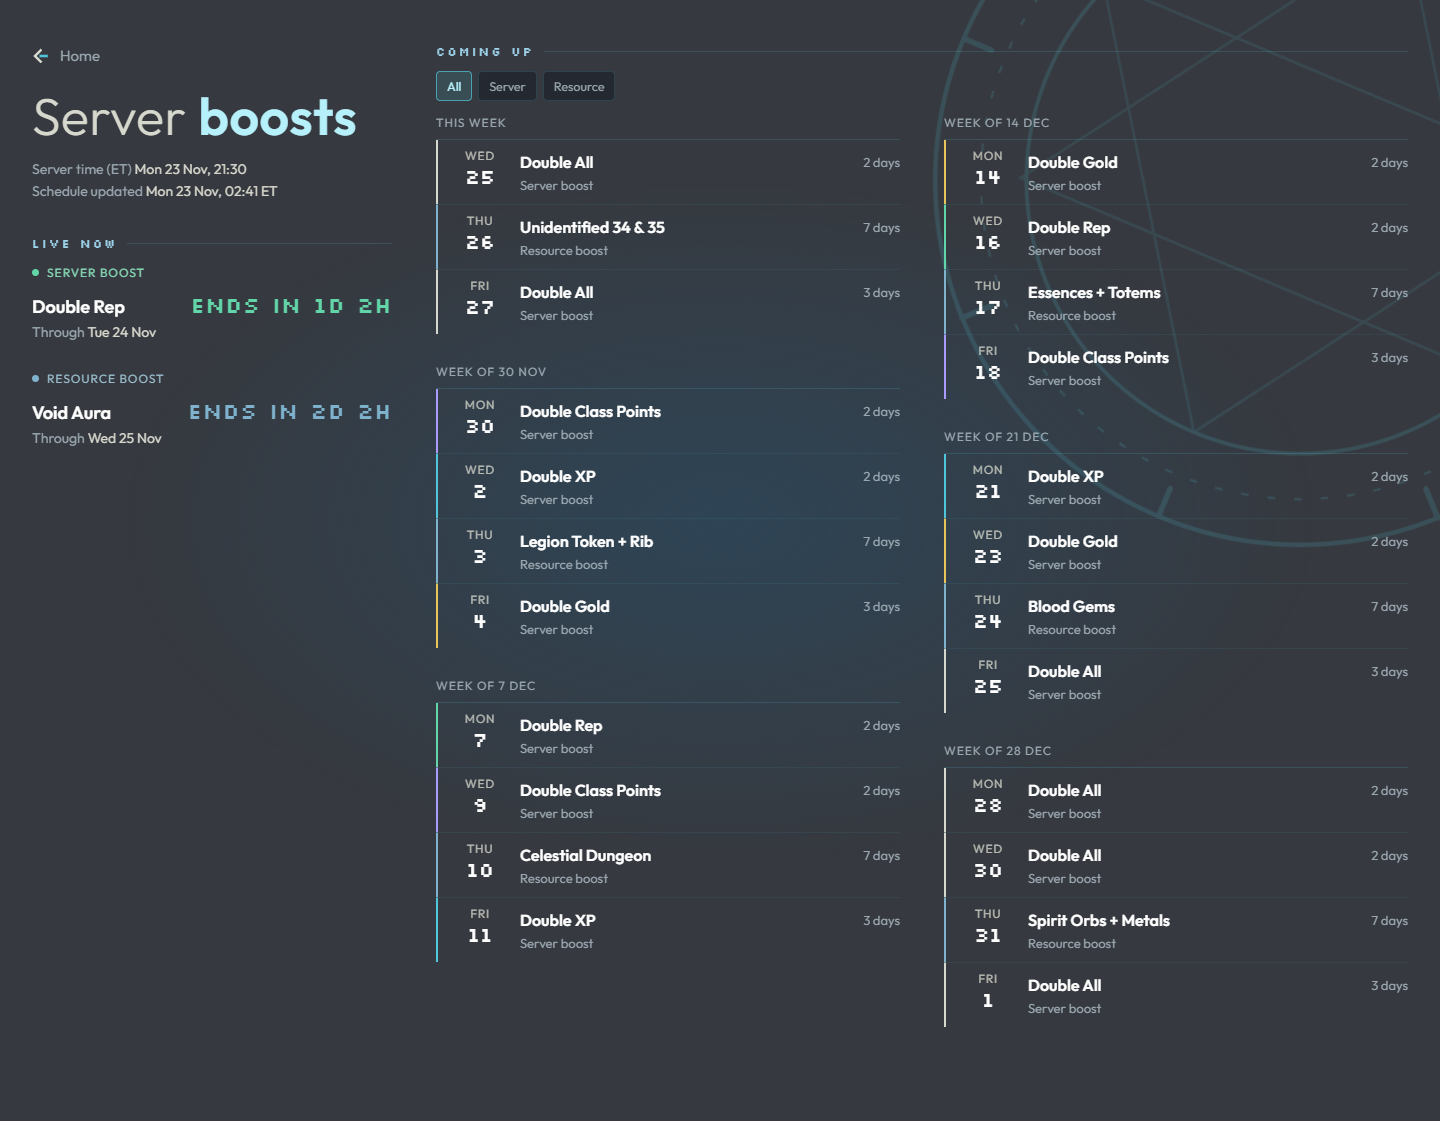 Home
Server boosts
Server time (ET) Mon 23 Nov, 21:30
Schedule updated Mon 23 Nov, 02:41 ET
LIVE NOW
SERVER BOOST
Double Rep ENDS IN 1D 2H
Through Tue 24 Nov
RESOURCE BOOST
Void Aura ENDS IN 2D 2H
Through Wed 25 Nov
COMING UP
All Server Resource
THIS WEEK
WED Double All 2 days
25 Server boost
THU Unidentified 34 & 35 7 days
26 Resource boost
FRI Double All 3 days
27 Server boost
WEEK OF 30 NOV
MON Double Class Points 2 days
30 Server boost
WED Double XP 2 days
2 Server boost
THU Legion Token + Rib 7 days
3 Resource boost
FRI Double Gold 3 days
4 Server boost
WEEK OF 7 DEC
MON Double Rep 2 days
7 Server boost
WED Double Class Points 2 days
9 Server boost
THU Celestial Dungeon 7 days
10 Resource boost
FRI Double XP 3 days
11 Server boost
WEEK OF 14 DEC
MON Double Gold 2 days
14 Server boost
WED Double Rep 2 days
16 Server boost
THU Essences + Totems 7 days
17 Resource boost
FRI Double Class Points 3 days
18 Server boost
WEEK OF 21 DEC
MON Double XP 2 days
21 Server boost
WED Double Gold 2 days
23 Server boost
THU Blood Gems 7 days
24 Resource boost
FRI Double All 3 days
25 Server boost
WEEK OF 28 DEC
MON Double All 2 days
28 Server boost
WED Double All 2 days
30 Server boost
THU Spirit Orbs + Metals 7 days
31 Resource boost
FRI Double All 3 days
1 Server boost